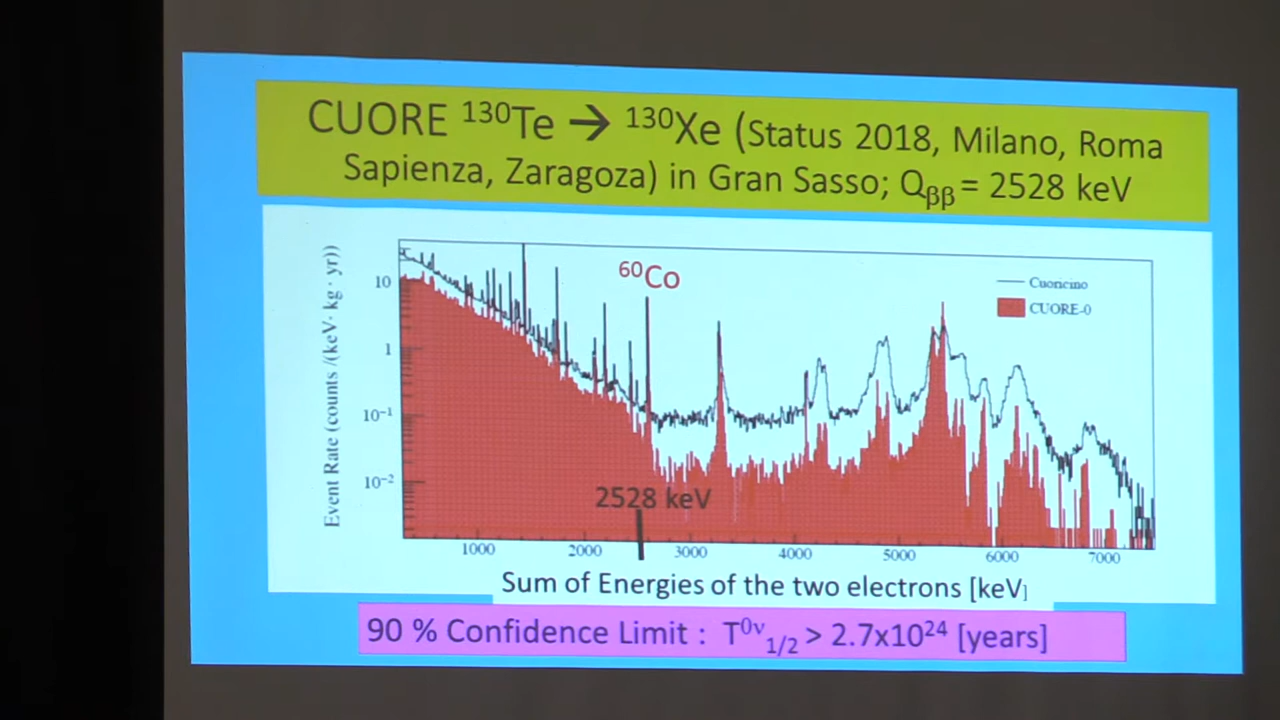 CUORE ¹³⁰Te → ¹³⁰Xe (Status 2018, Milano, Roma
Sapienza, Zaragoza) in Gran Sasso; Qββ = 2528 keV
Event Rate (counts /(keV· kg · yr))
10
1
10⁻¹
10⁻²
⁶⁰Co
Cuoricino
CUORE-0
2528 keV
1000 2000 3000 4000 5000 6000 7000
Sum of Energies of the two electrons [keV]
90 % Confidence Limit : T⁰ᵛ₁/₂ > 2.7x10²⁴ [years]